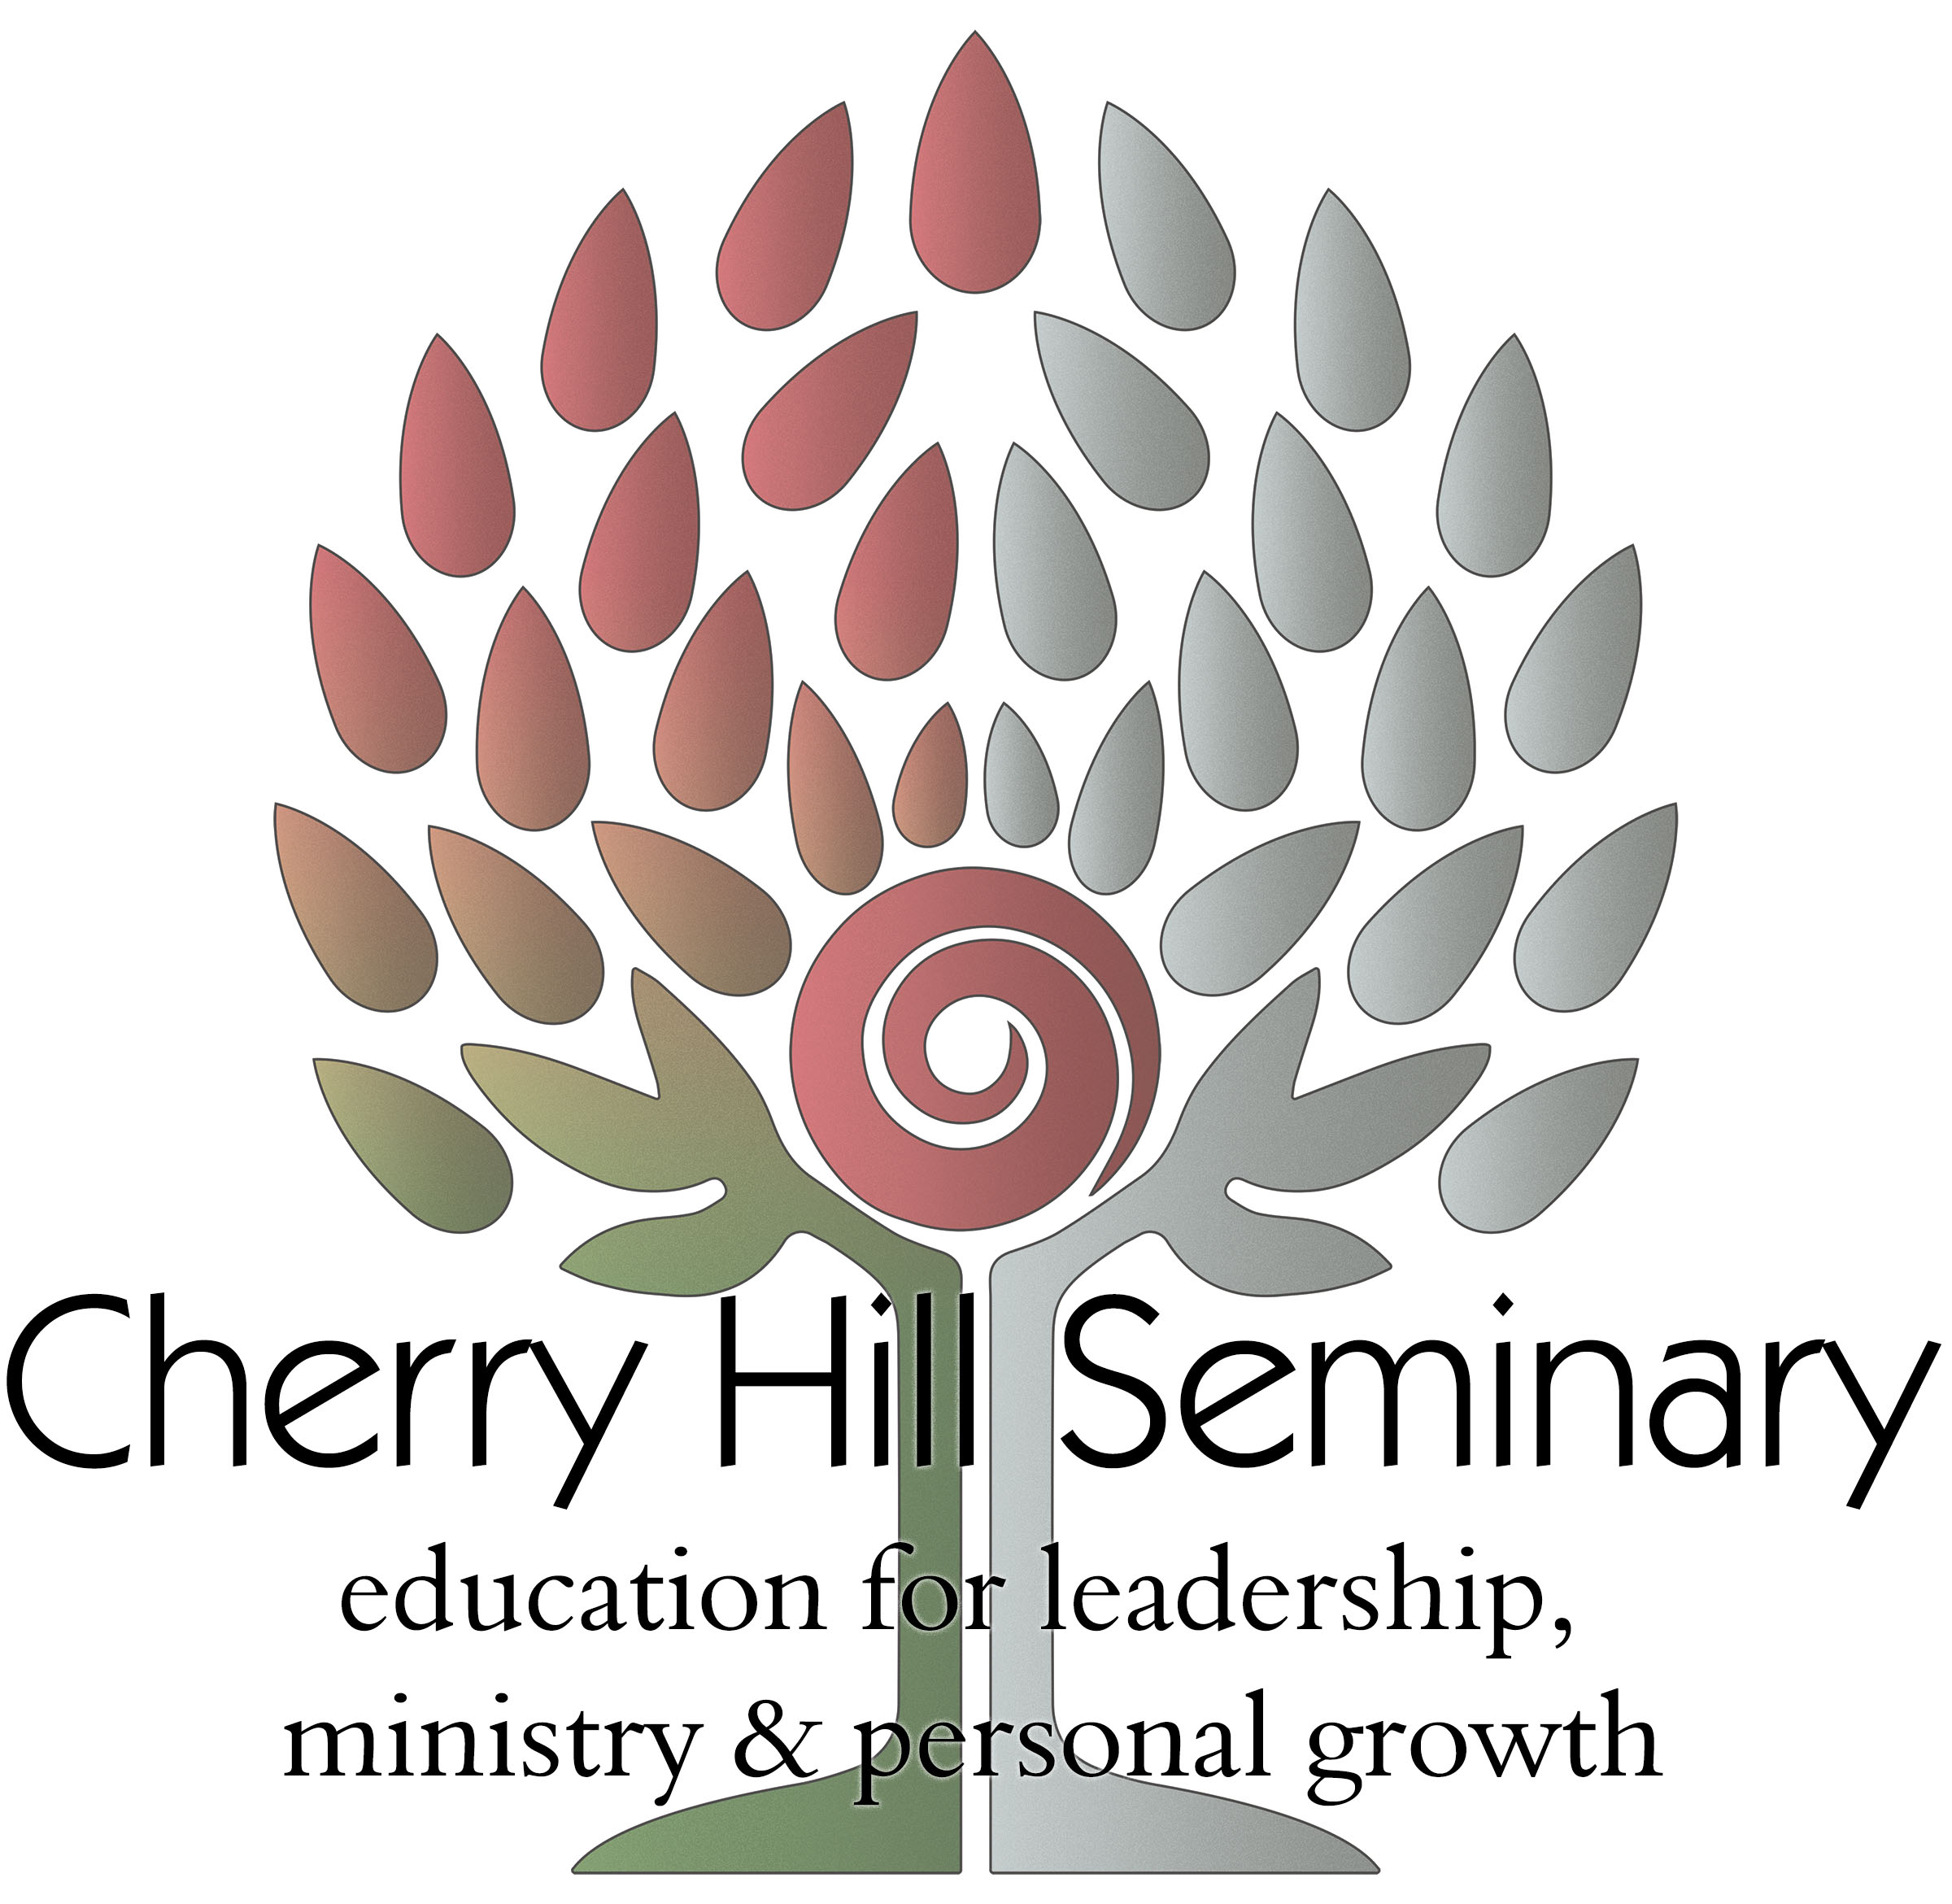 Cherry Hill Seminary
education for leadership,
ministry & personal growth